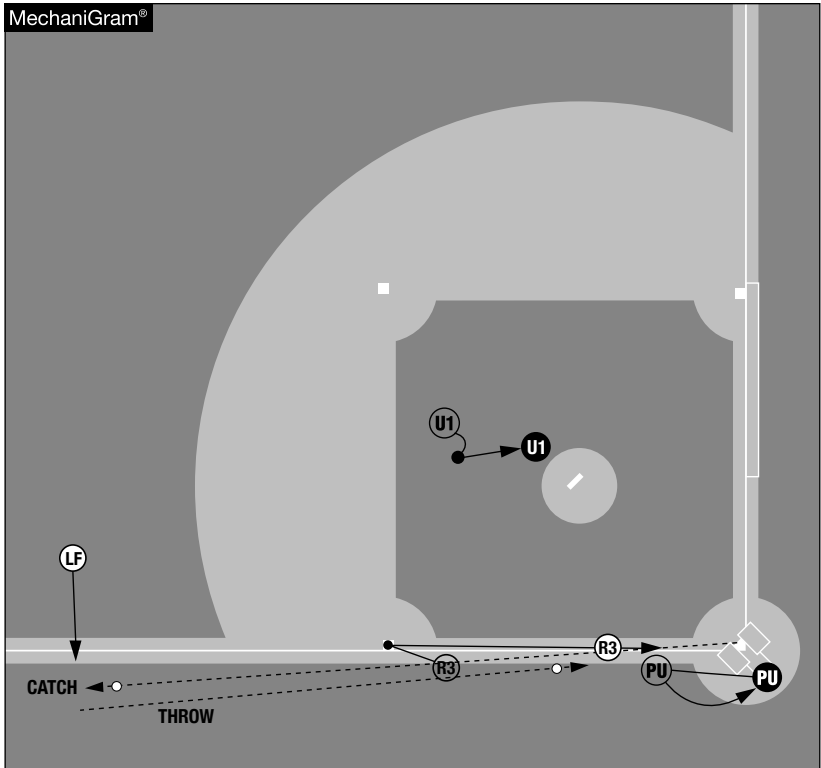 MechaniGram®
U1
U1
LF
R3
R3
PU
PU
CATCH
THROW